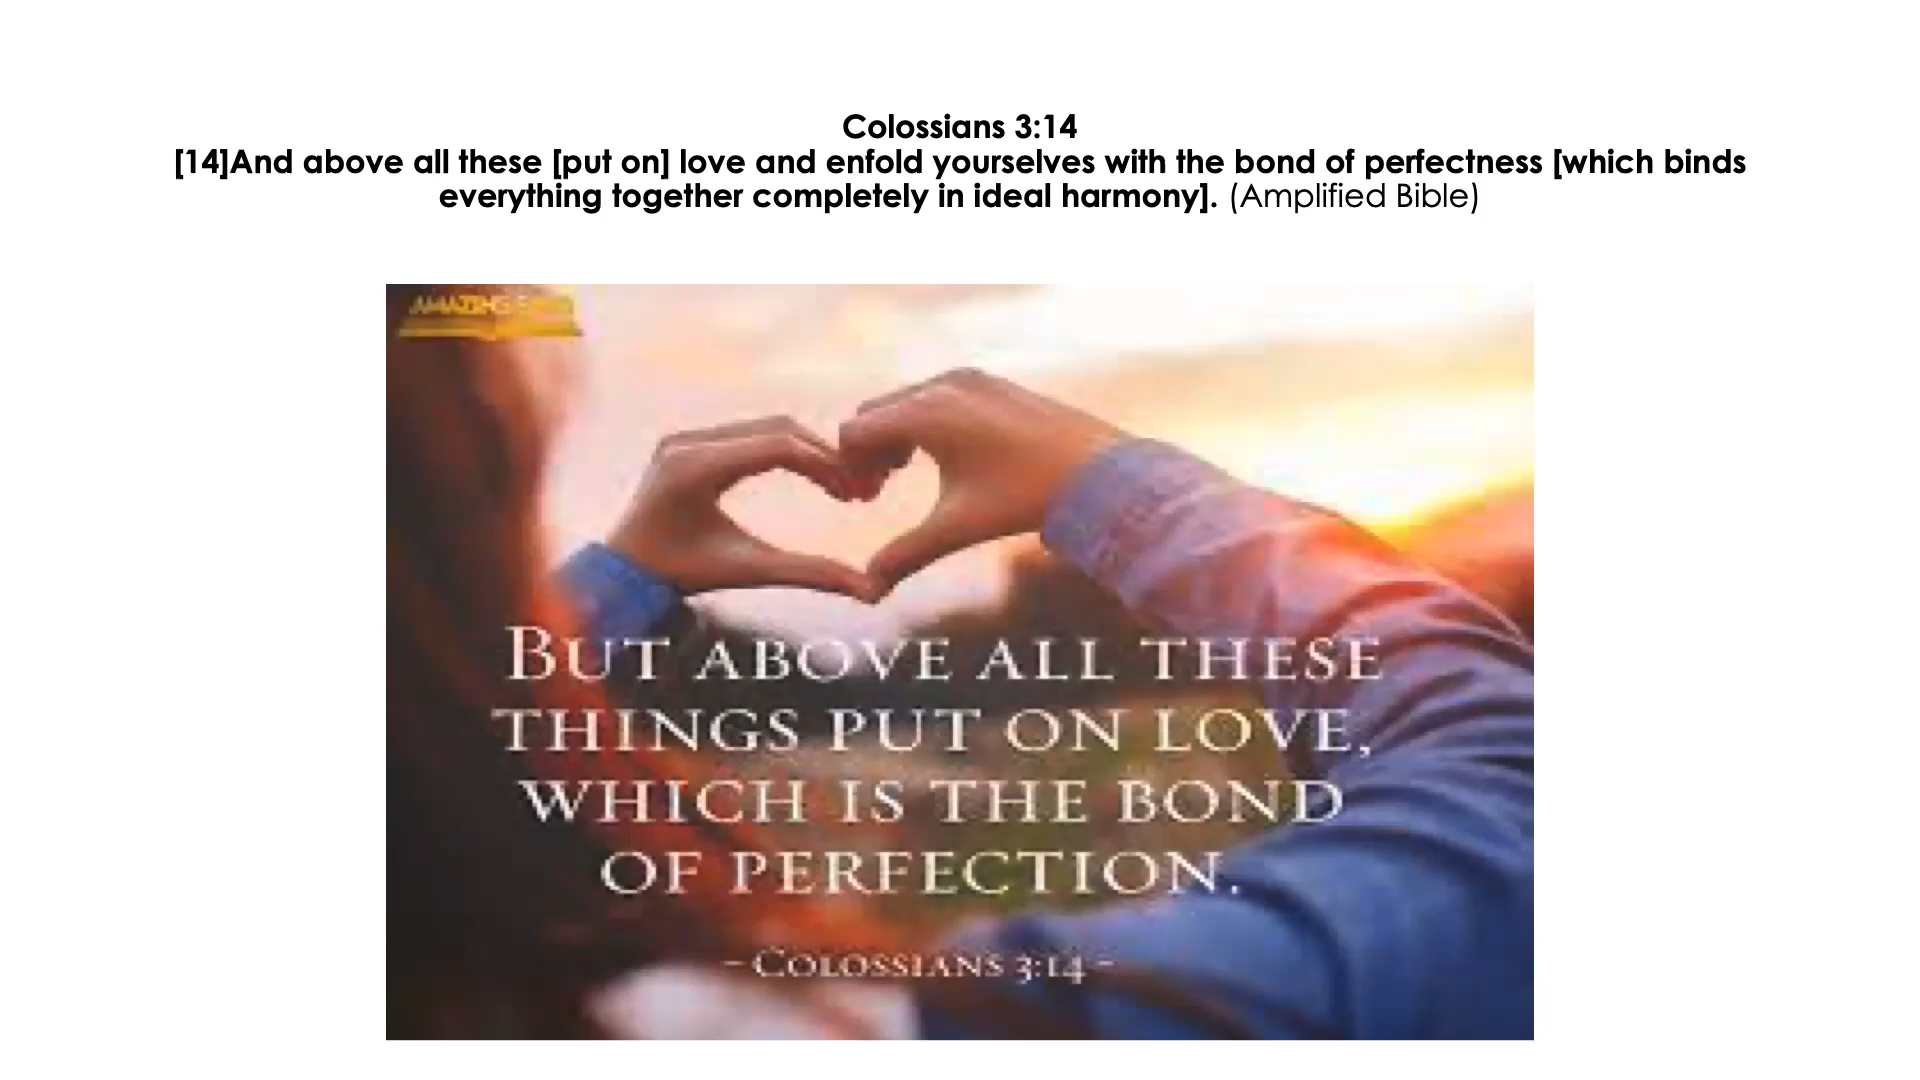 Colossians 3:14
[14]And above all these [put on] love and enfold yourselves with the bond of perfectness [which binds
everything together completely in ideal harmony]. (Amplified Bible)
AMAZING
BUT ABOVE ALL THESE
THINGS PUT ON LOVE,
WHICH IS THE BOND
OF PERFECTION.
- COLOSSIANS 3:14 -